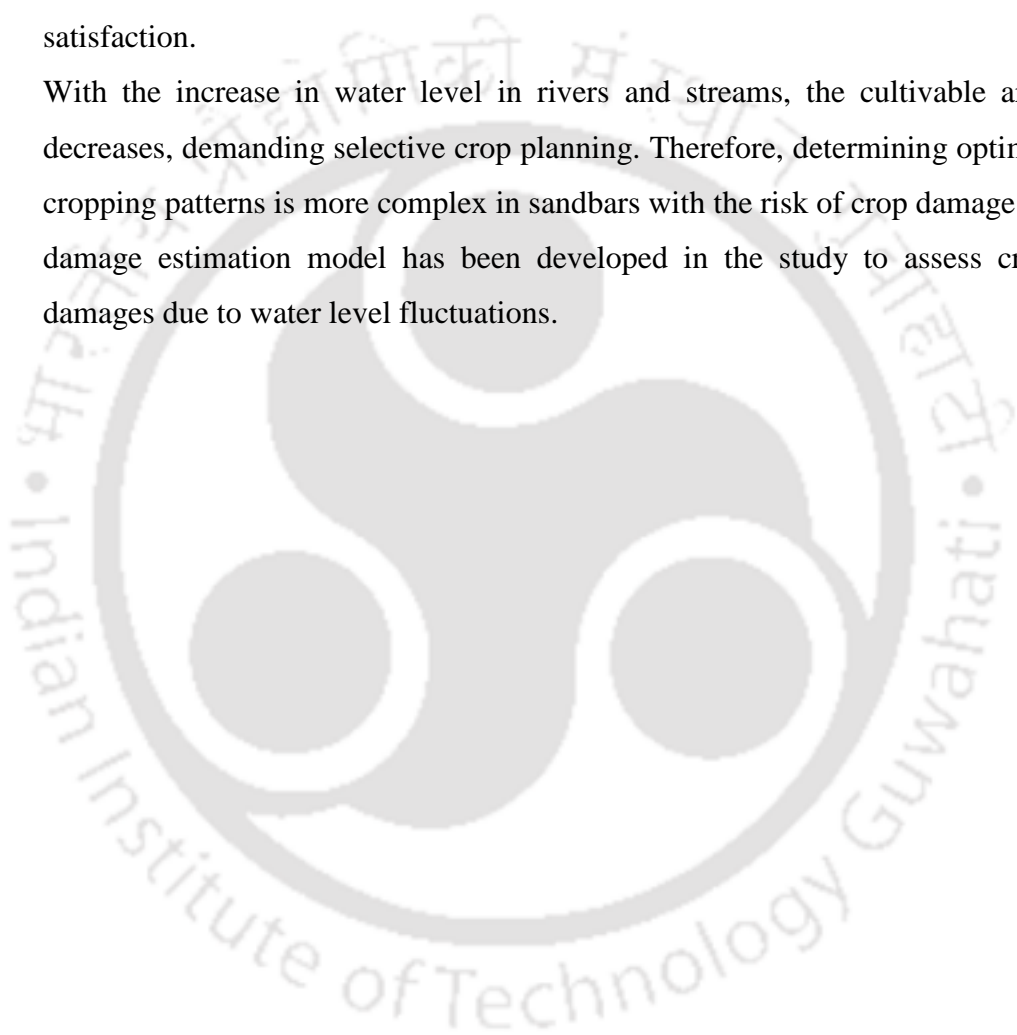 satisfaction.
With the increase in water level in rivers and streams, the cultivable
decreases, demanding selective crop planning. Therefore, determining
cropping patterns is more complex in sandbars with the risk of crop damage
damage estimation model has been developed in the study to assess
damages due to water level fluctuations.
Indian Institute of Technology Guwahati